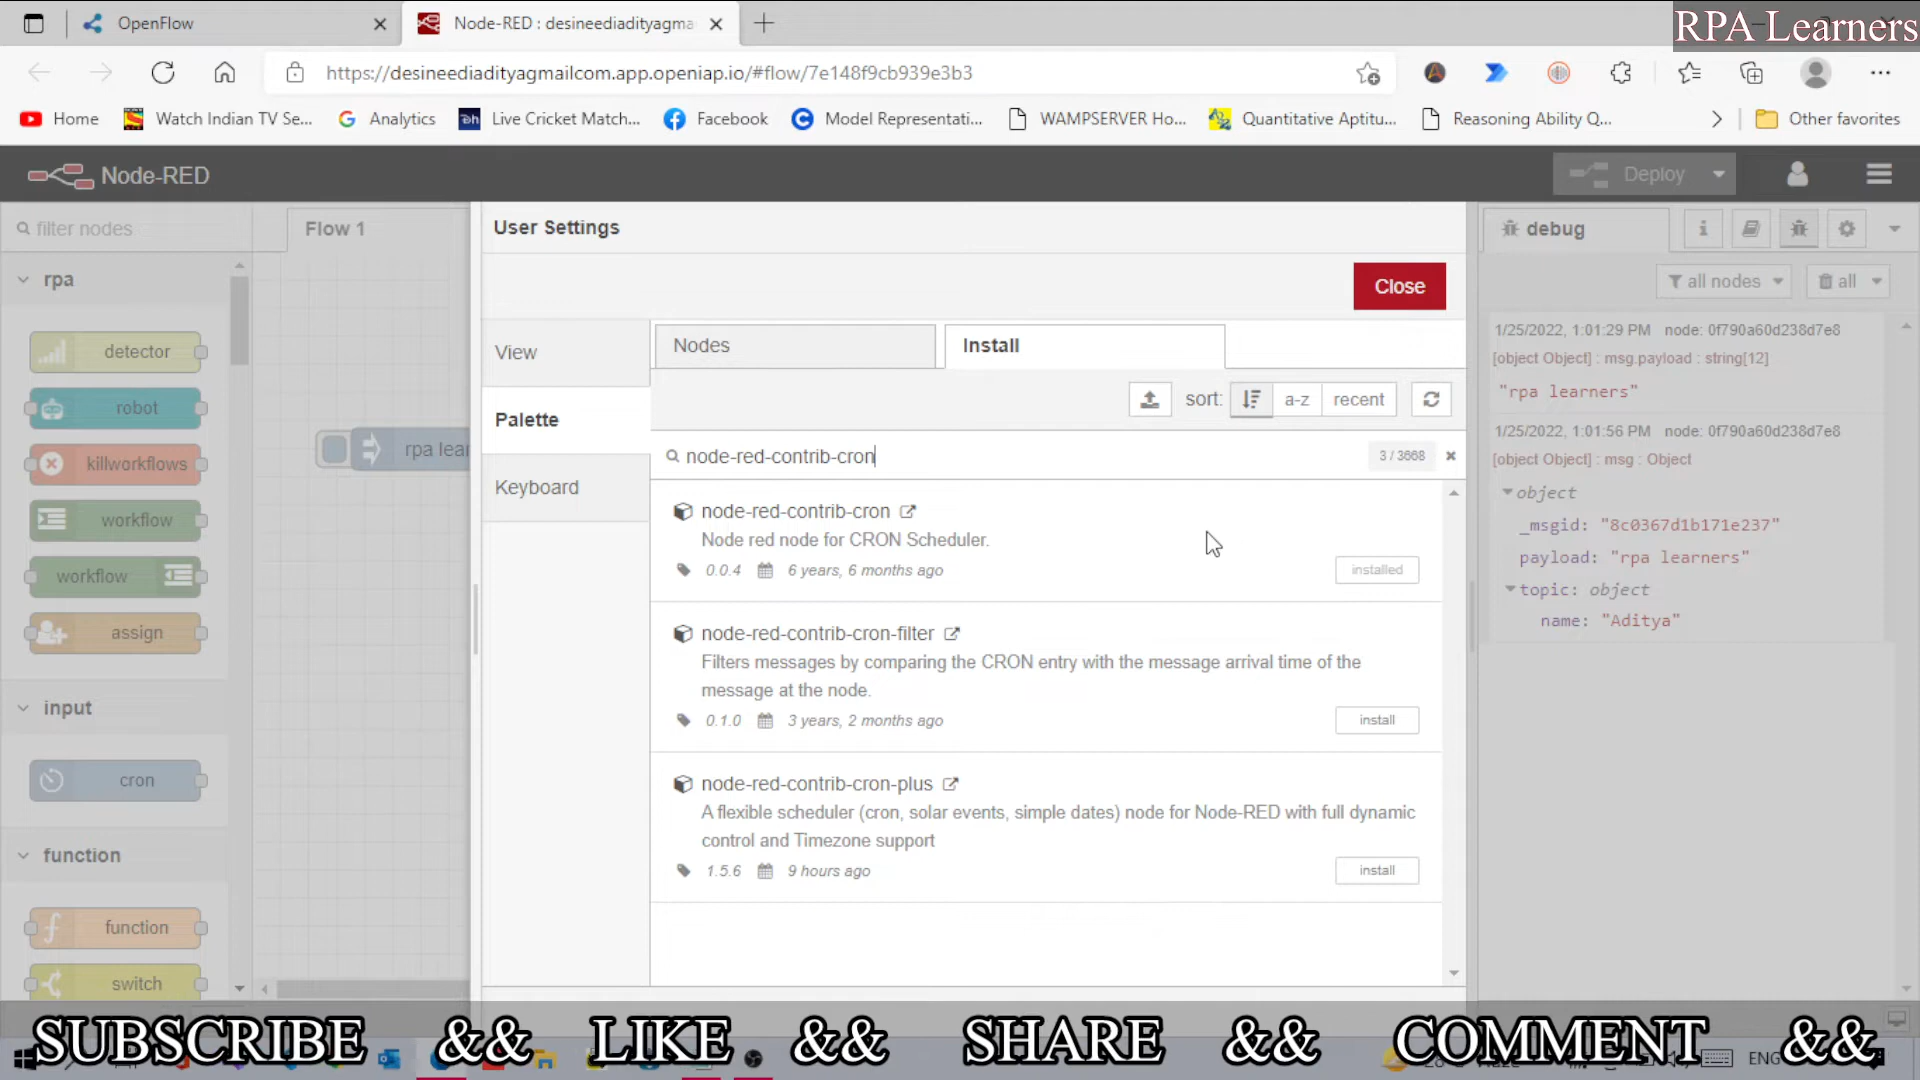 OpenFlow
Node-RED : desineediadityagma
RPA Learners
https://desineediadityagmailcom.app.openiap.io/#flow/7e148f9cb939e3b3
Home
Watch Indian TV Se...
Analytics
Live Cricket Match...
Facebook
Model Representati...
WAMPSERVER Ho...
Quantitative Aptitu...
Reasoning Ability Q...
Other favorites
Node-RED
Deploy
filter nodes
Flow 1
User Settings
debug
Close
all nodes
all
rpa
detector
robot
killworkflows
workflow
workflow
assign
input
cron
function
function
switch
rpa lear
View
Palette
Keyboard
Nodes
Install
sort:
a-z
recent
node-red-contrib-cron
3 / 3668
node-red-contrib-cron
Node red node for CRON Scheduler.
0.0.4
6 years, 6 months ago
installed
node-red-contrib-cron-filter
Filters messages by comparing the CRON entry with the message arrival time of the
message at the node.
0.1.0
3 years, 2 months ago
install
node-red-contrib-cron-plus
A flexible scheduler (cron, solar events, simple dates) node for Node-RED with full dynamic
control and Timezone support
1.5.6
9 hours ago
install
1/25/2022, 1:01:29 PM node: 0f790a60d238d7e8
[object Object] : msg.payload : string[12]
"rpa learners"
1/25/2022, 1:01:56 PM node: 0f790a60d238d7e8
[object Object] : msg : Object
object
_msgid: "8c0367d1b171e237"
payload: "rpa learners"
topic: object
name: "Aditya"
SUBSCRIBE && LIKE && SHARE && COMMENT &&
ENG